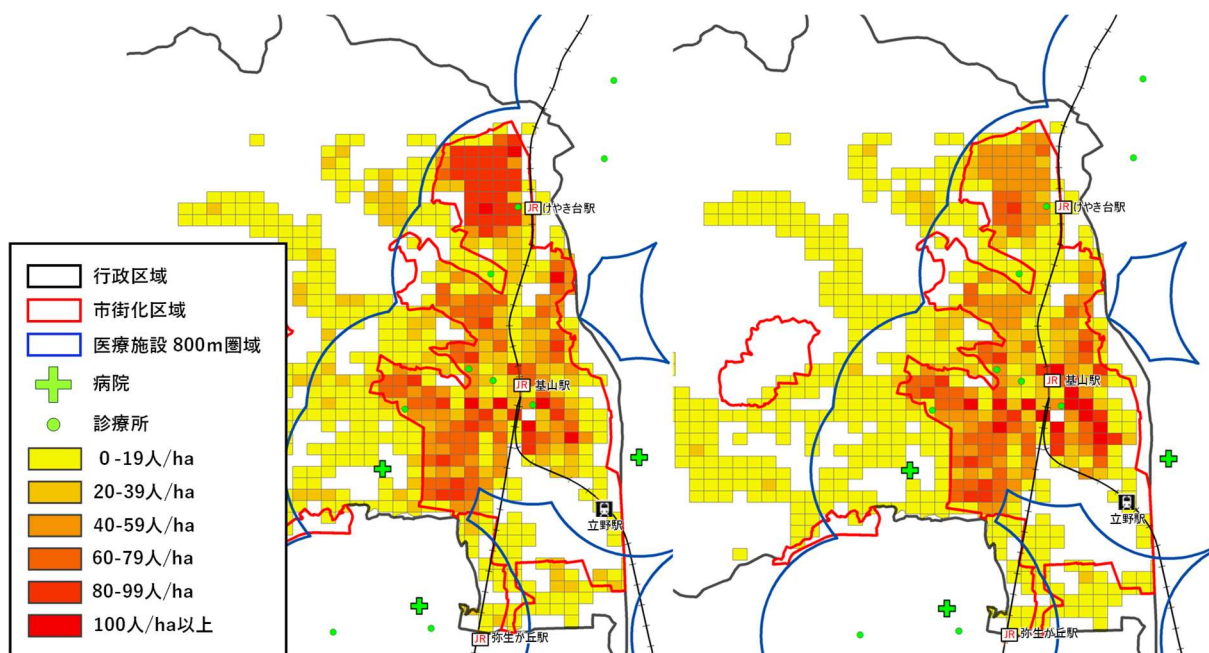 行政区域
市街化区域
医療施設 800m圏域
病院
診療所
0-19人/ha
20-39人/ha
40-59人/ha
60-79人/ha
80-99人/ha
100人/ha以上
JR けやき台駅
JR 基山駅
立野駅
JR 弥生が丘駅
JR けやき台駅
JR 基山駅
立野駅
JR 弥生が丘駅